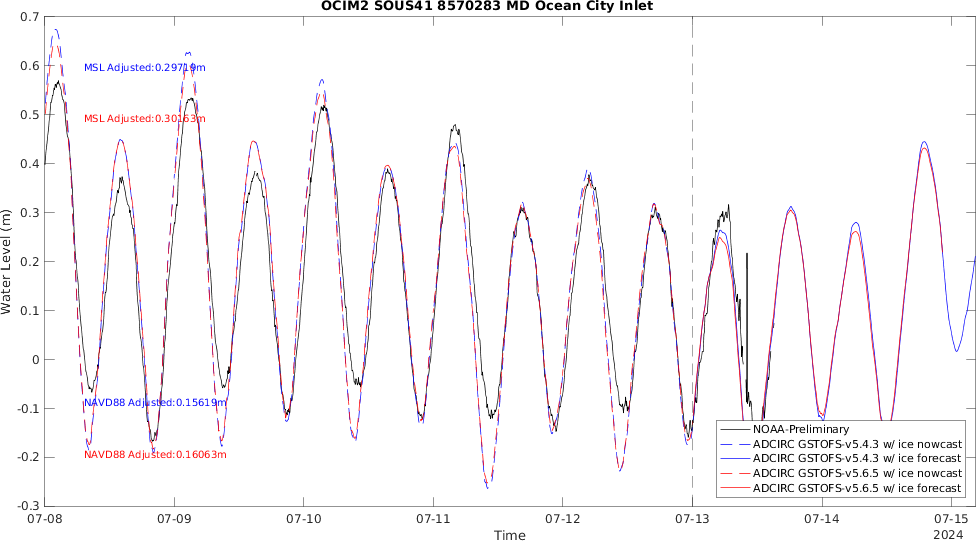 OCIM2 SOUS41 8570283 MD Ocean City Inlet
0.7
0.6
0.5
0.4
0.3
0.2
0.1
0
-0.1
-0.2
-0.3
Water Level (m)
MSL Adjusted:0.29719m
MSL Adjusted:0.30163m
NAVD88 Adjusted:0.15619m
NAVD88 Adjusted:0.16063m
NOAA-Preliminary
ADCIRC GSTOFS-v5.4.3 w/ ice nowcast
ADCIRC GSTOFS-v5.4.3 w/ ice forecast
ADCIRC GSTOFS-v5.6.5 w/ ice nowcast
ADCIRC GSTOFS-v5.6.5 w/ ice forecast
07-08 07-09 07-10 07-11 07-12 07-13 07-14 07-15
Time
2024